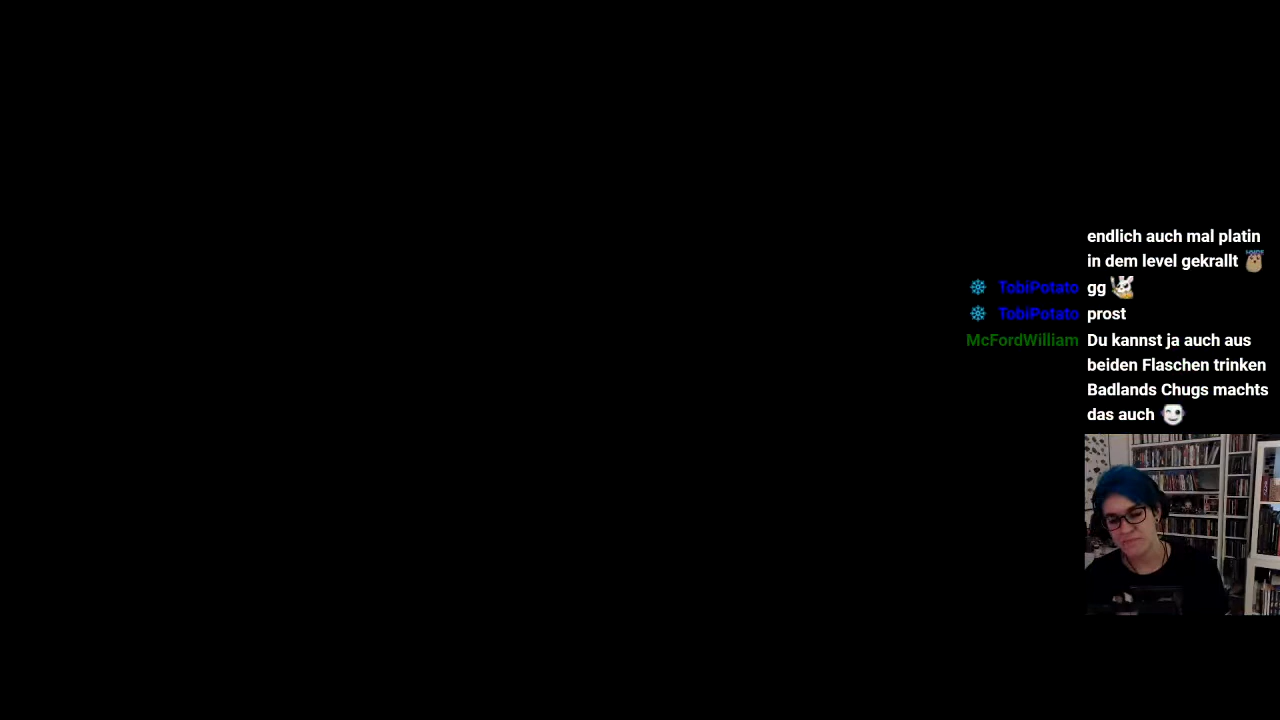 endlich auch mal platin
in dem level gekrallt
TobiPotato gg
TobiPotato prost
McFordWilliam Du kannst ja auch aus
beiden Flaschen trinken
Badlands Chugs machts
das auch